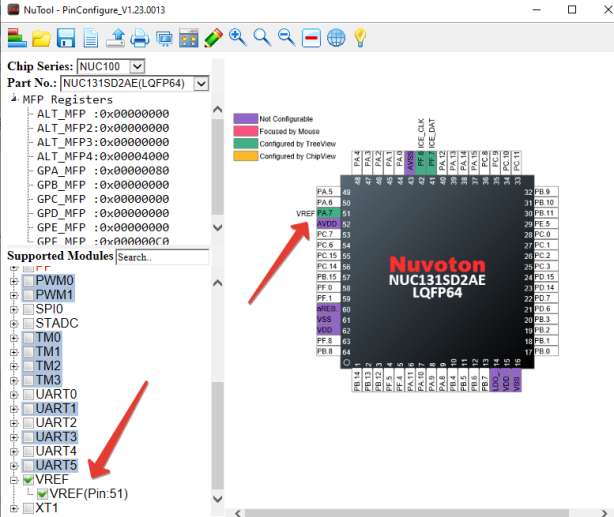 NuTool - PinConfigure_V1.23.0013
Chip Series: NUC100
Part No.: NUC131SD2AE(LQFP64)
MFP Registers
ALT_MFP :0x00000000
ALT_MFP2:0x00000000
ALT_MFP3:0x00000000
ALT_MFP4:0x00004000
GPA_MFP :0x00000080
GPB_MFP :0x00000000
GPC_MFP :0x00000000
GPD_MFP :0x00000000
GPE_MFP :0x00000000
GPF_MFP :0x000000C0
Supported Modules Search..
PWM0
PWM1
SPI0
STADC
TM0
TM1
TM2
TM3
UART0
UART1
UART2
UART3
UART4
UART5
VREF
VREF(Pin:51)
XT1
Not Configurable
Focused by Mouse
Configured by TreeView
Configured by ChipView
ICE_CLK
ICE_DAT
PA.4
PA.3
PA.2
PA.1
PA.0
AVSS
PF.6
PF.7
PA.12
PA.13
PA.14
PA.15
PC.8
PC.9
PC.10
PC.11
48 47 46 45 44 43 42 41 40 39 38 37 36 35 34 33
PA.5 49
PA.6 50
VREF PA.7 51
AVDD 52
PC.7 53
PC.6 54
PC.15 55
PC.14 56
PB.15 57
PF.0 58
PF.1 59
nRES 60
VSS 61
VDD 62
PF.8 63
PB.8 64
Nuvoton
NUC131SD2AE
LQFP64
32 PB.9
31 PB.10
30 PB.11
29 PE.5
28 PC.0
27 PC.1
26 PC.2
25 PC.3
24 PD.15
23 PD.14
22 PD.7
21 PD.6
20 PB.3
19 PB.2
18 PB.1
17 PB.0
1 2 3 4 5 6 7 8 9 10 11 12 13 14 15 16
PB.14
PB.13
PB.12
PF.5
PF.4
PA.11
PA.10
PA.9
PA.8
PB.4
PB.5
PB.6
PB.7
LDO_
VDD
VSS